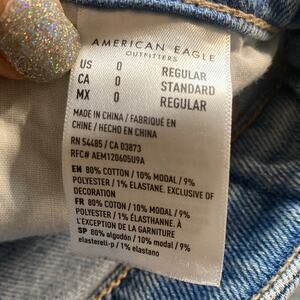 AMERICAN EAGLE
OUTFITTERS
US 0 REGULAR
CA 0 STANDARD
MX 0 REGULAR
MADE IN CHINA / FABRIQUÉ EN
CHINE / HECHO EN CHINA
RN 54485 / CA 03873
RFC# AEM120605U9A
EN 80% COTTON / 10% MODAL / 9%
POLYESTER / 1% ELASTANE. EXCLUSIVE OF
DECORATION
FR 80% COTON / 10% MODAL / 9%
POLYESTER / 1% ÉLASTHANNE. À
L'EXCEPTION DE LA GARNITURE
SP 80% algodón / 10% modal / 9%
elasterell-p / 1% elastano